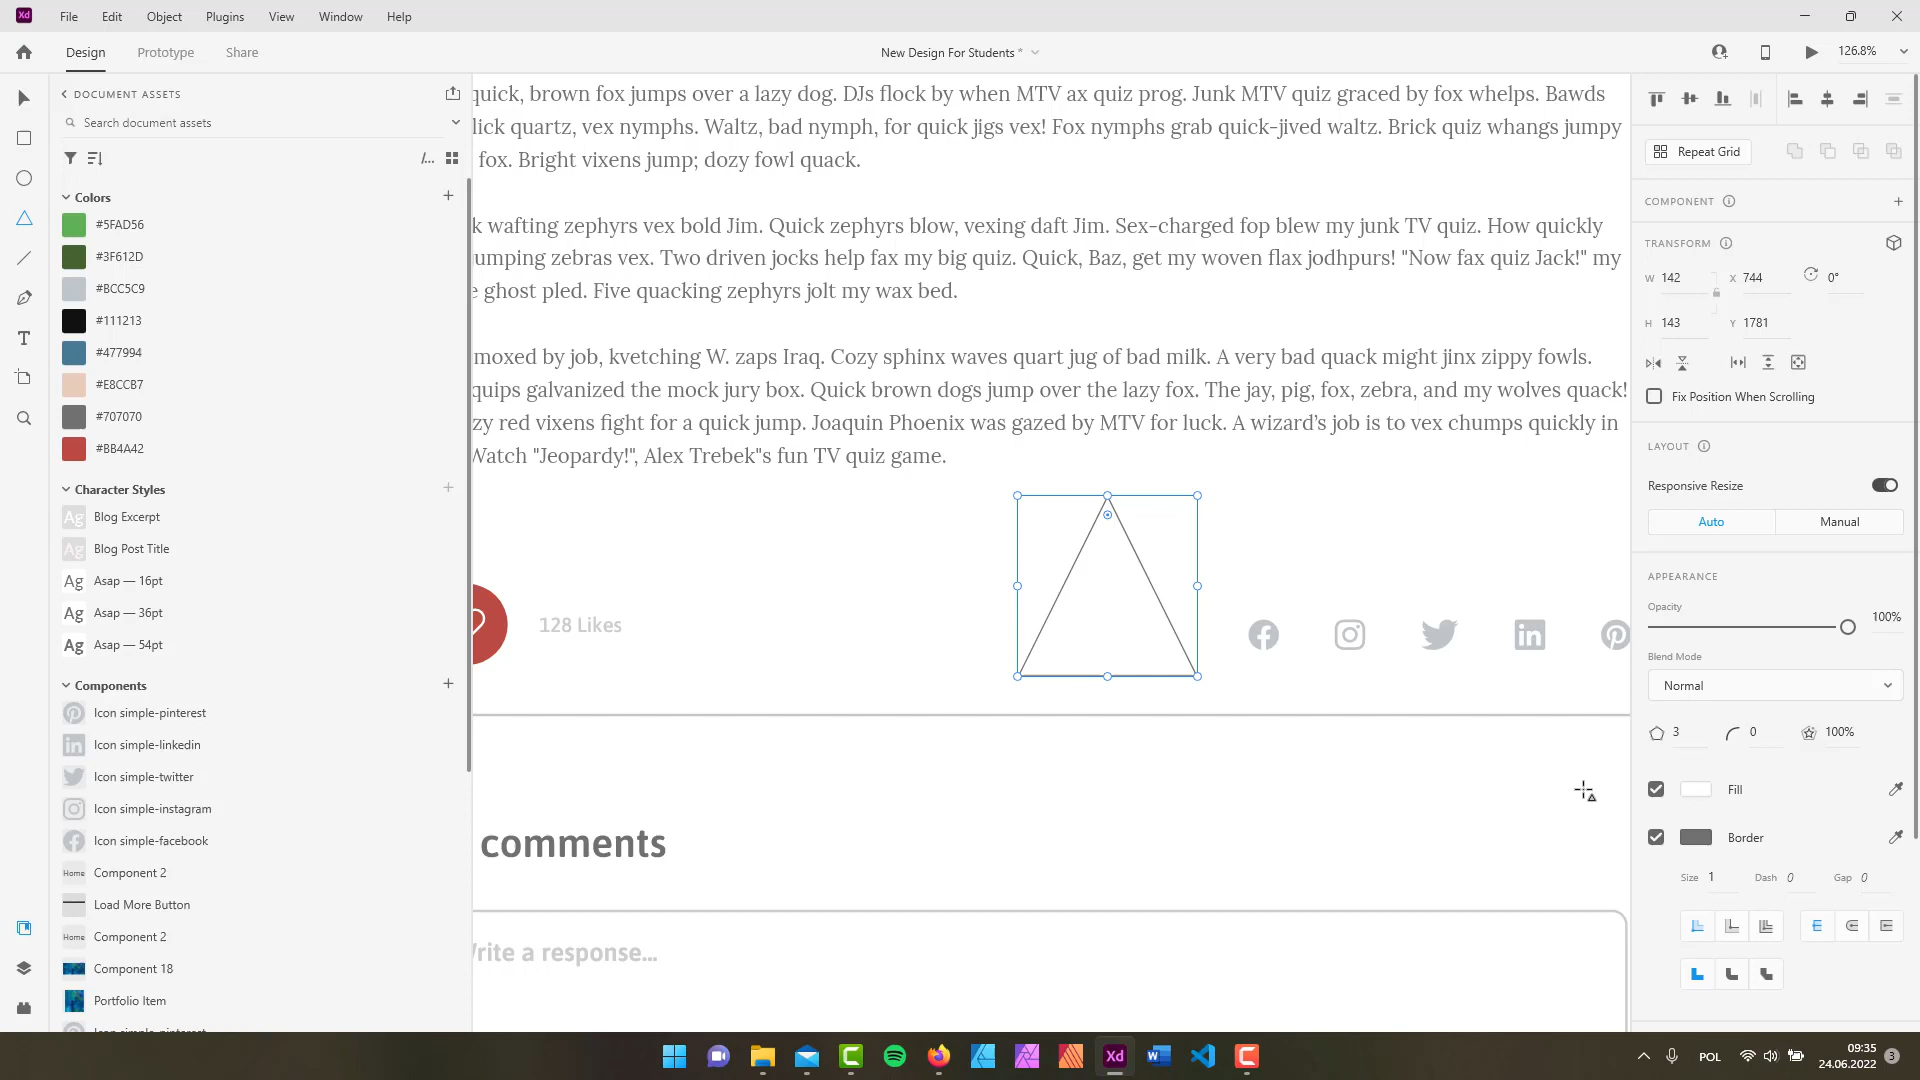 Xd File Edit Object Plugins View Window Help
Design Prototype Share New Design For Students * 126.8%
DOCUMENT ASSETS
Search document assets
Colors
#5FAD56
#3F612D
#BCC5C9
#111213
#477994
#E8CCB7
#707070
#BB4A42
Character Styles
Ag Blog Excerpt
Ag Blog Post Title
Ag Asap — 16pt
Ag Asap — 36pt
Ag Asap — 54pt
Components
Icon simple-pinterest
Icon simple-linkedin
Icon simple-twitter
Icon simple-instagram
Icon simple-facebook
Home Component 2
Load More Button
Home Component 2
Component 18
Portfolio Item
quick, brown fox jumps over a lazy dog. DJs flock by when MTV ax quiz prog. Junk MTV quiz graced by fox whelps. Bawds
lick quartz, vex nymphs. Waltz, bad nymph, for quick jigs vex! Fox nymphs grab quick-jived waltz. Brick quiz whangs jumpy
fox. Bright vixens jump; dozy fowl quack.
k wafting zephyrs vex bold Jim. Quick zephyrs blow, vexing daft Jim. Sex-charged fop blew my junk TV quiz. How quickly
umping zebras vex. Two driven jocks help fax my big quiz. Quick, Baz, get my woven flax jodhpurs! "Now fax quiz Jack!" my
e ghost pled. Five quacking zephyrs jolt my wax bed.
moxed by job, kvetching W. zaps Iraq. Cozy sphinx waves quart jug of bad milk. A very bad quack might jinx zippy fowls.
quips galvanized the mock jury box. Quick brown dogs jump over the lazy fox. The jay, pig, fox, zebra, and my wolves quack!
zy red vixens fight for a quick jump. Joaquin Phoenix was gazed by MTV for luck. A wizard's job is to vex chumps quickly in
Watch "Jeopardy!", Alex Trebek"s fun TV quiz game.
128 Likes
comments
rite a response...
Repeat Grid
COMPONENT
TRANSFORM
W 142 X 744 0°
H 143 Y 1781
Fix Position When Scrolling
LAYOUT
Responsive Resize
Auto Manual
APPEARANCE
Opacity
100%
Blend Mode
Normal
3 0 100%
Fill
Border
Size 1 Dash 0 Gap 0
Xd POL 09:35
24.06.2022 3